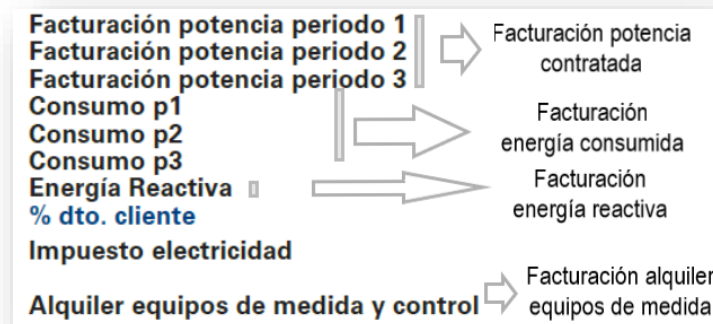 Facturación potencia periodo 1
Facturación potencia periodo 2
Facturación potencia periodo 3
Facturación potencia
contratada
Consumo p1
Consumo p2
Consumo p3
Facturación
energía consumida
Energía Reactiva
Facturación
energía reactiva
% dto. cliente
Impuesto electricidad
Alquiler equipos de medida y control
Facturación alquiler
equipos de medida